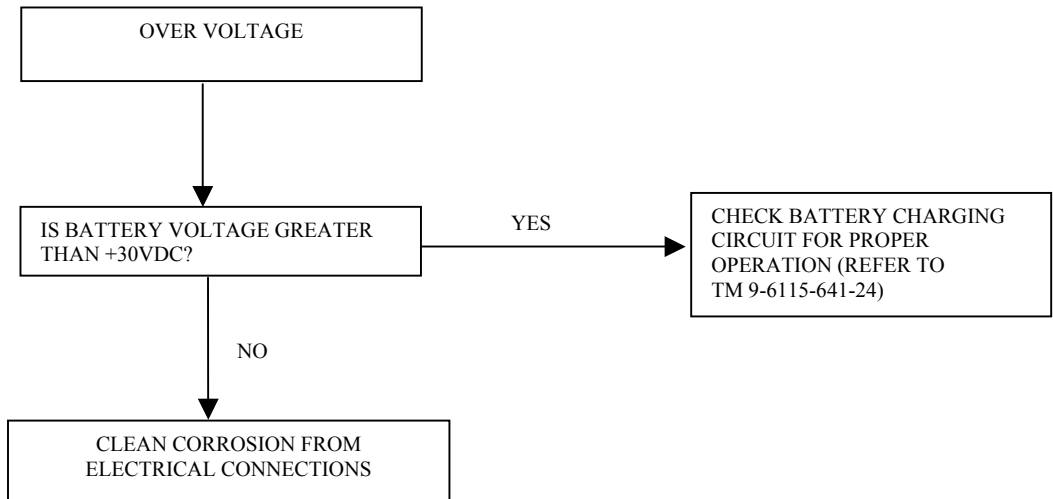 OVER VOLTAGE
IS BATTERY VOLTAGE GREATER
THAN +30VDC?
YES
CHECK BATTERY CHARGING
CIRCUIT FOR PROPER
OPERATION (REFER TO
TM 9-6115-641-24)
NO
CLEAN CORROSION FROM
ELECTRICAL CONNECTIONS